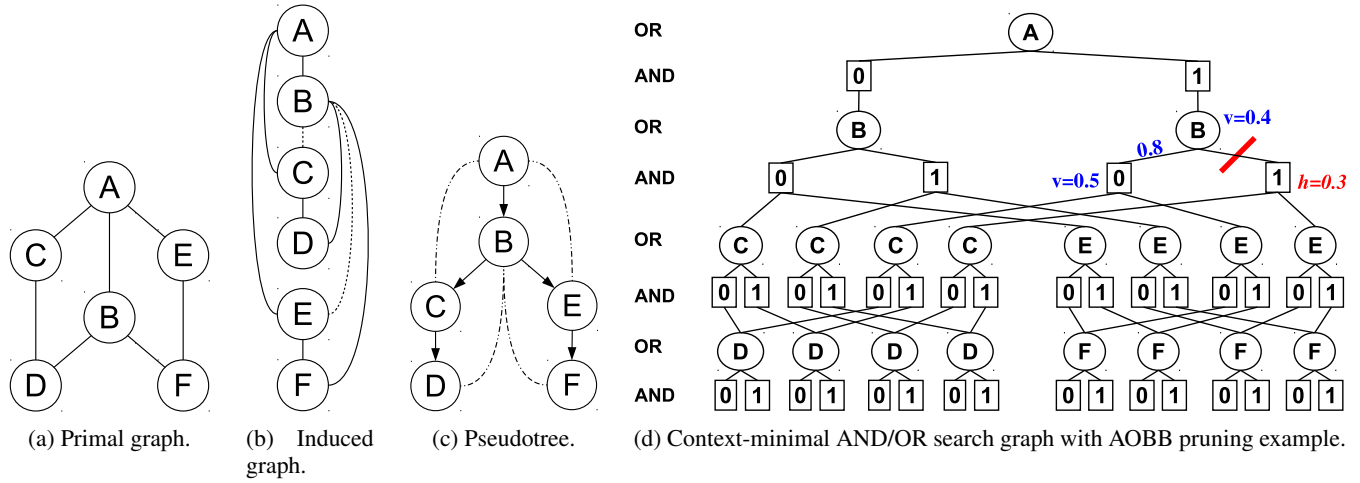 A
C
E
B
D
F
(a) Primal graph.
A
B
C
D
E
F
(b) Induced
graph.
A
B
C
E
D
F
(c) Pseudotree.
OR
A
AND
0 1
OR
B B v=0.4
0.8
AND
0 1 v=0.5 0 1 h=0.3
OR
C C C C E E E E
AND
0 1 0 1 0 1 0 1 0 1 0 1 0 1 0 1
OR
D D D D F F F F
AND
0 1 0 1 0 1 0 1 0 1 0 1 0 1 0 1
(d) Context-minimal AND/OR search graph with AOBB pruning example.